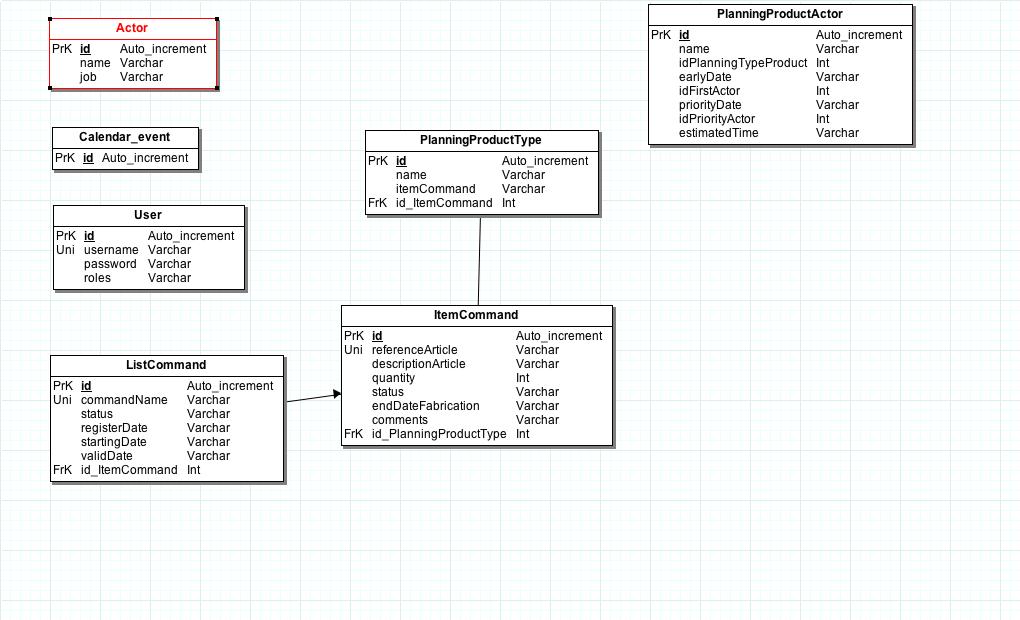 Actor
PrK id Auto_increment
name Varchar
job Varchar
Calendar_event
PrK id Auto_increment
User
PrK id Auto_increment
Uni username Varchar
password Varchar
roles Varchar
ListCommand
PrK id Auto_increment
Uni commandName Varchar
status Varchar
registerDate Varchar
startingDate Varchar
validDate Varchar
FrK id_ItemCommand Int
PlanningProductType
PrK id Auto_increment
name Varchar
itemCommand Varchar
FrK id_ItemCommand Int
ItemCommand
PrK id Auto_increment
Uni referenceArticle Varchar
descriptionArticle Varchar
quantity Int
status Varchar
endDateFabrication Varchar
comments Varchar
FrK id_PlanningProductType Int
PlanningProductActor
PrK id Auto_increment
name Varchar
idPlanningTypeProduct Int
earlyDate Varchar
idFirstActor Int
priorityDate Varchar
idPriorityActor Int
estimatedTime Varchar